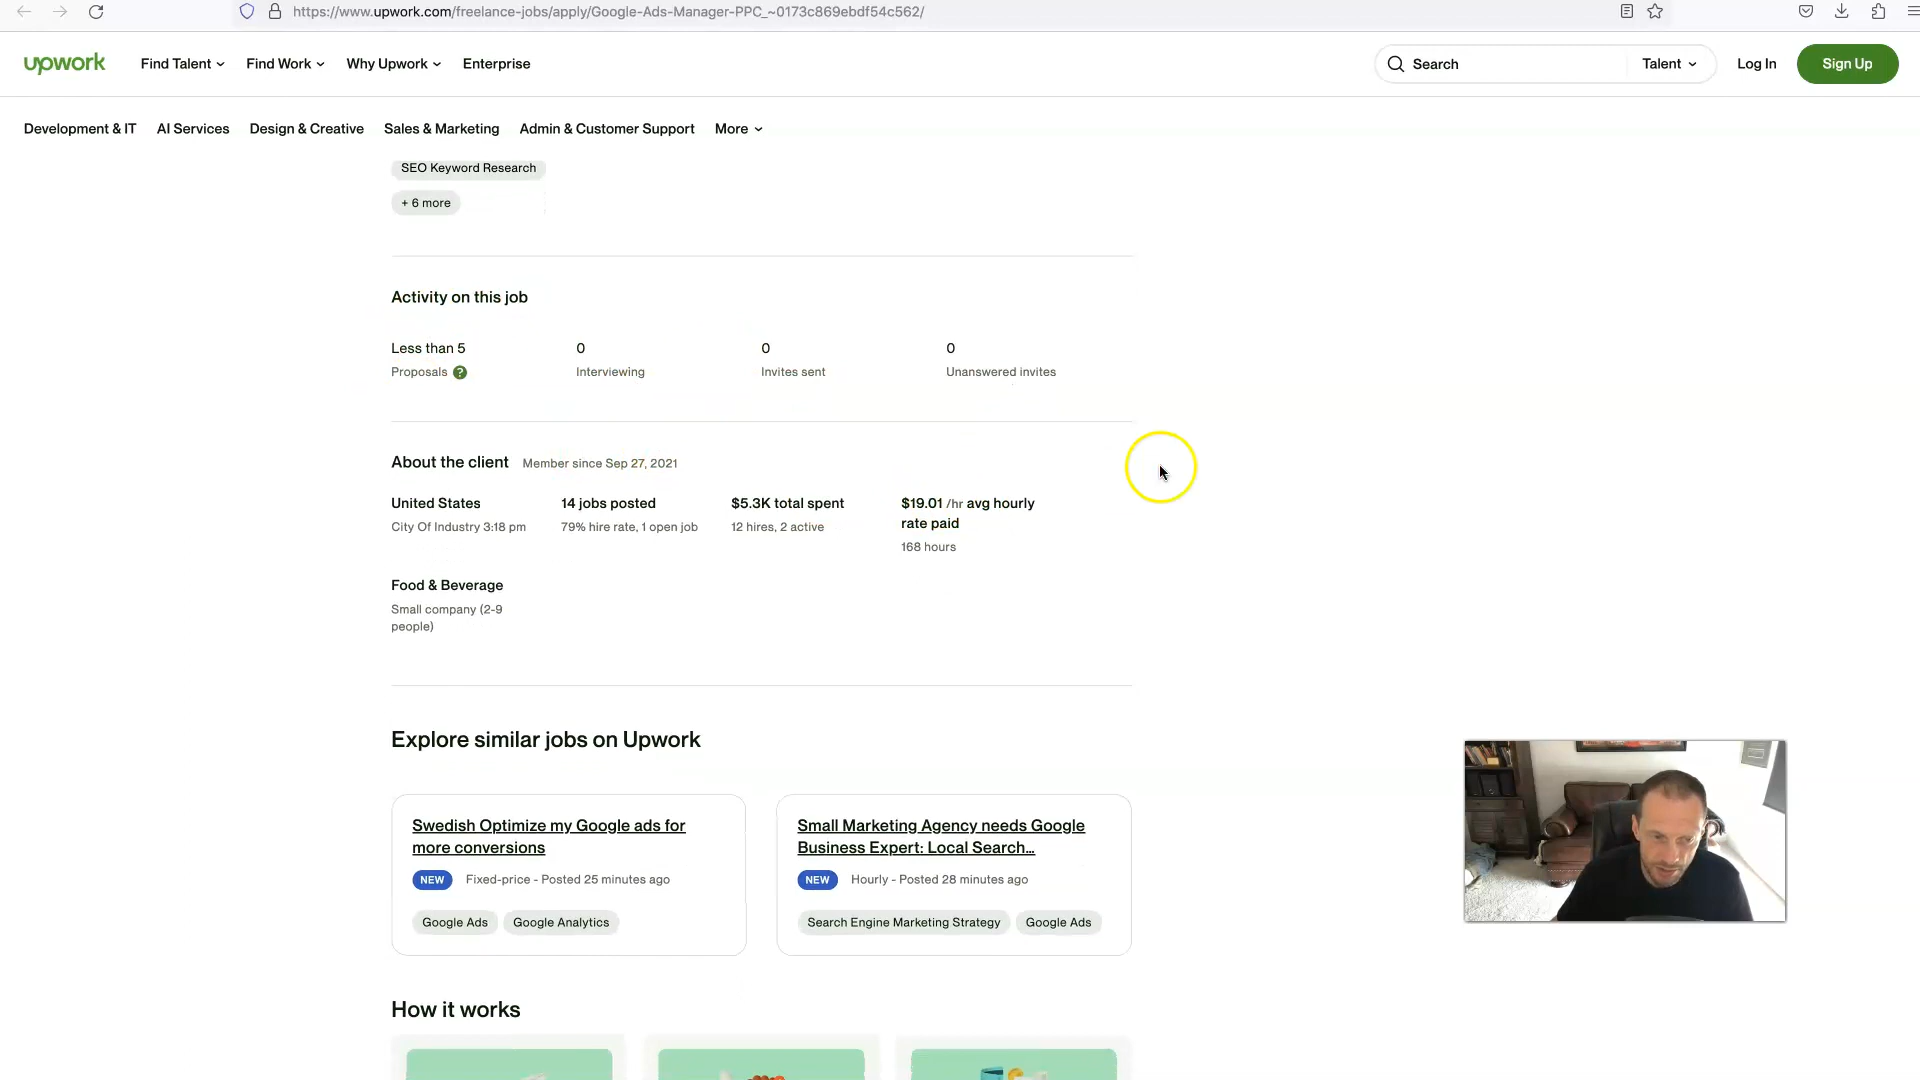 https://www.upwork.com/freelance-jobs/apply/Google-Ads-Manager-PPC_~0173c869ebdf54c562/
upwork
Find Talent
Find Work
Why Upwork
Enterprise
Search
Talent
Log In
Sign Up
Development & IT
AI Services
Design & Creative
Sales & Marketing
Admin & Customer Support
More
SEO Keyword Research
+ 6 more
Activity on this job
Less than 5
Proposals ?
0
Interviewing
0
Invites sent
0
Unanswered invites
About the client
Member since Sep 27, 2021
United States
City Of Industry 3:18 pm
14 jobs posted
79% hire rate, 1 open job
$5.3K total spent
12 hires, 2 active
$19.01 /hr avg hourly
rate paid
168 hours
Food & Beverage
Small company (2-9
people)
Explore similar jobs on Upwork
Swedish Optimize my Google ads for
more conversions
NEW
Fixed-price - Posted 25 minutes ago
Google Ads
Google Analytics
Small Marketing Agency needs Google
Business Expert: Local Search...
NEW
Hourly - Posted 28 minutes ago
Search Engine Marketing Strategy
Google Ads
How it works